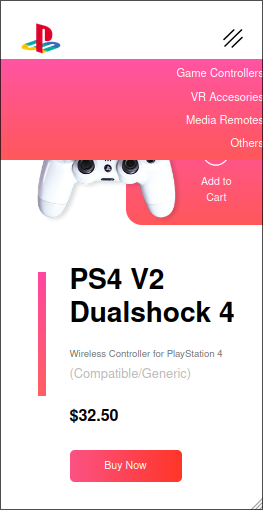 Game Controllers
VR Accesories
Media Remotes
Others
Add to
Cart
PS4 V2
Dualshock 4
Wireless Controller for PlayStation 4
(Compatible/Generic)
$32.50
Buy Now